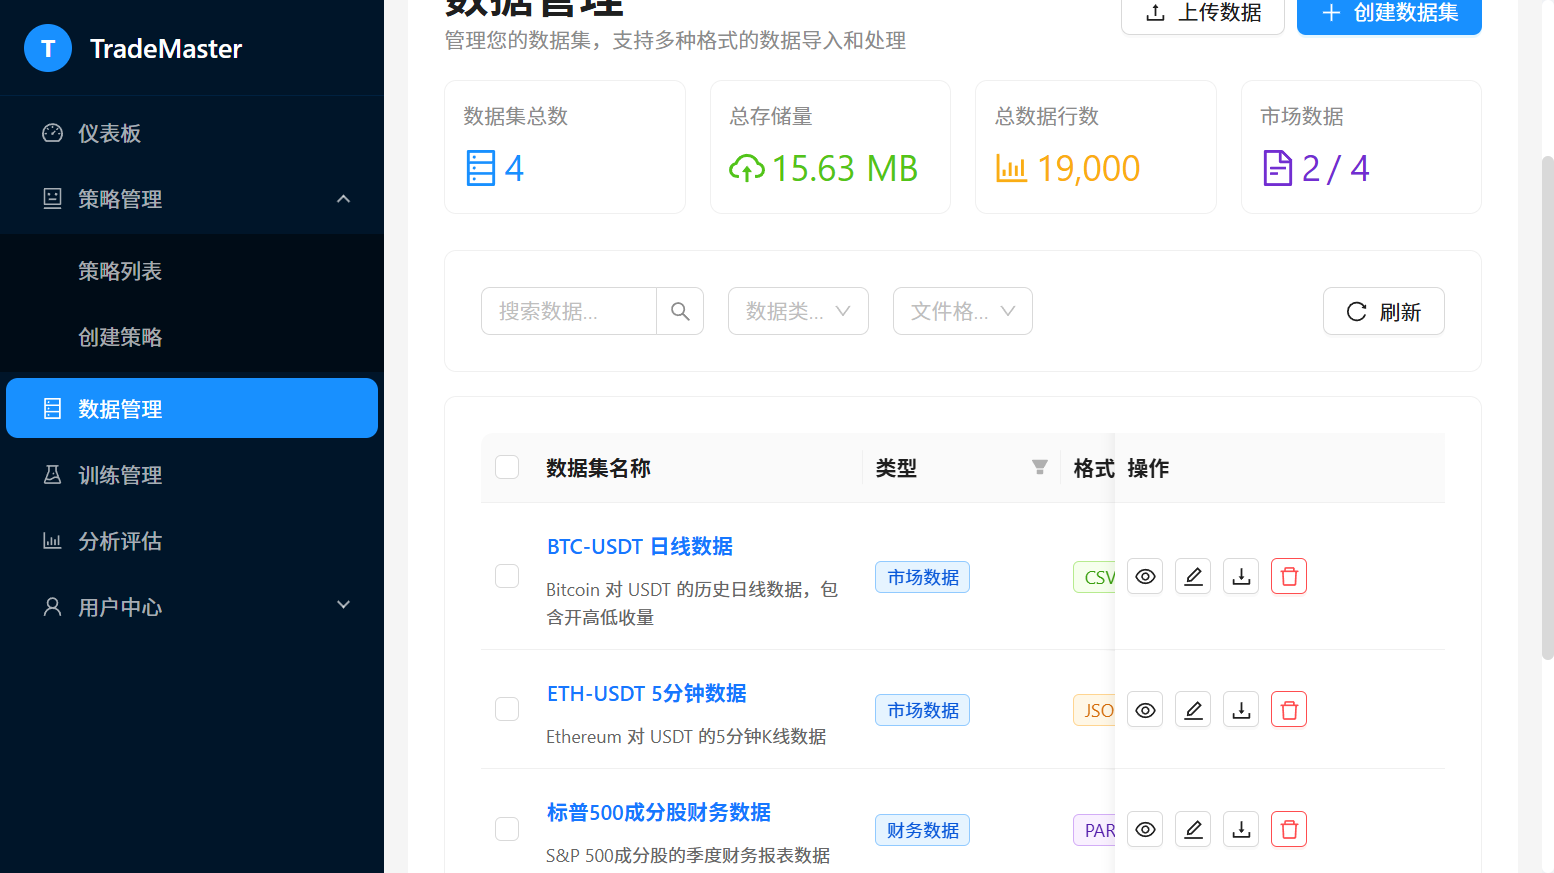 T TradeMaster
仪表板
策略管理
策略列表
创建策略
数据管理
训练管理
分析评估
用户中心
数据管理
上传数据
创建数据集
管理您的数据集，支持多种格式的数据导入和处理
数据集总数
4
总存储量
15.63 MB
总数据行数
19,000
市场数据
2 / 4
搜索数据...
数据类...
文件格...
刷新
数据集名称 类型 格式 操作
BTC-USDT 日线数据
Bitcoin 对 USDT 的历史日线数据，包
含开高低收量
市场数据
CSV
ETH-USDT 5分钟数据
Ethereum 对 USDT 的5分钟K线数据
市场数据
JSO
标普500成分股财务数据
S&P 500成分股的季度财务报表数据
财务数据
PAR